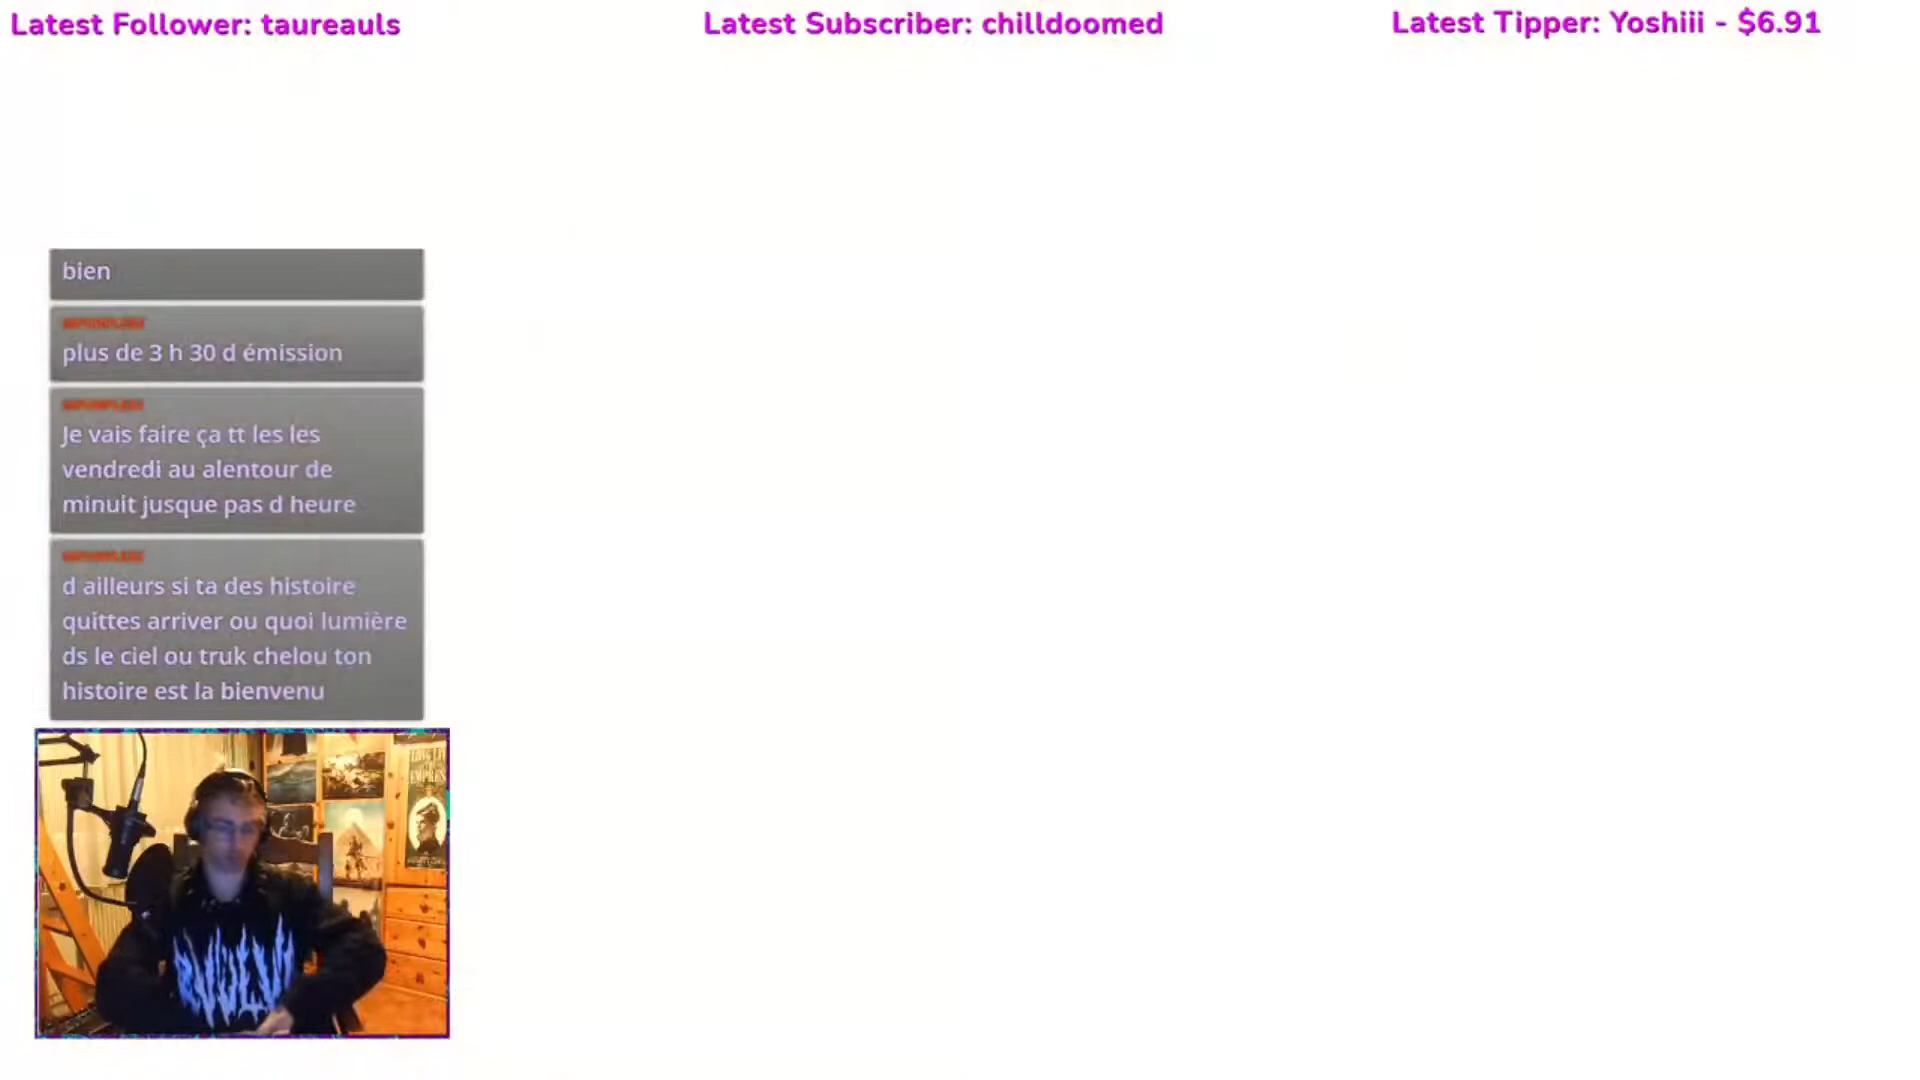 Latest Follower: taureauls
Latest Subscriber: chilldoomed
Latest Tipper: Yoshiii - $6.91
bien
plus de 3 h 30 d émission
Je vais faire ça tt les les
vendredi au alentour de
minuit jusque pas d heure
d ailleurs si ta des histoire
quittes arriver ou quoi lumière
ds le ciel ou truk chelou ton
histoire est la bienvenu